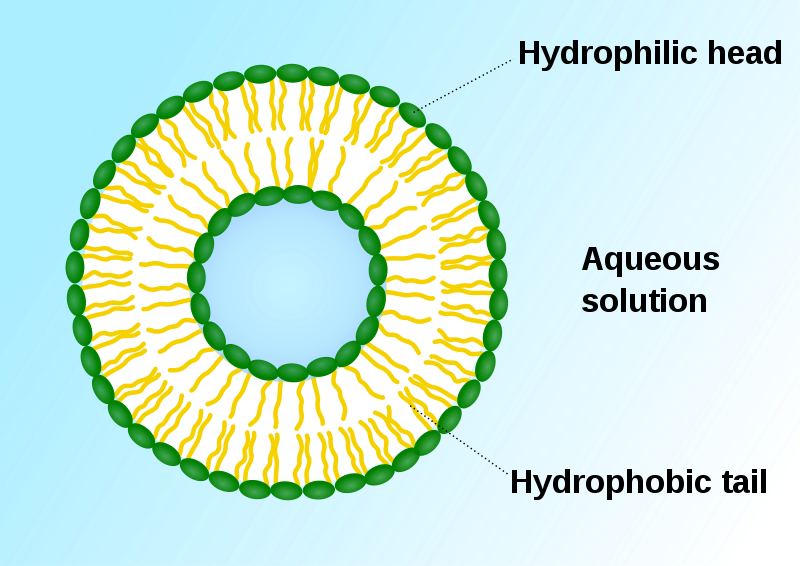 Hydrophilic head
Aqueous
solution
Hydrophobic tail